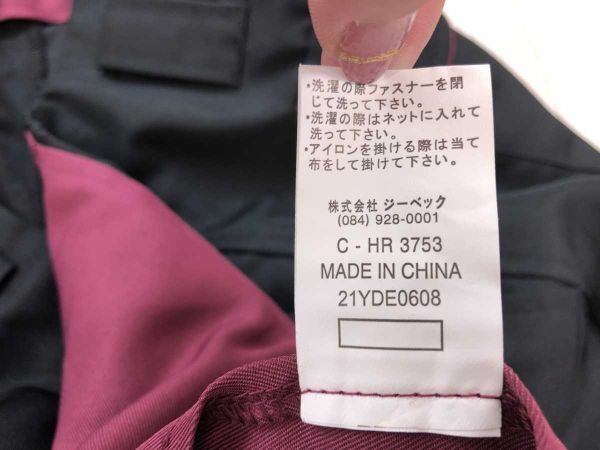 ・洗濯の際ファスナーを閉
じて洗って下さい。
・洗濯の際はネットに入れて
洗って下さい。
・アイロンを掛ける際は当て
布をして掛けて下さい。
株式会社 ジーベック
(084) 928-0001
C - HR 3753
MADE IN CHINA
21YDE0608